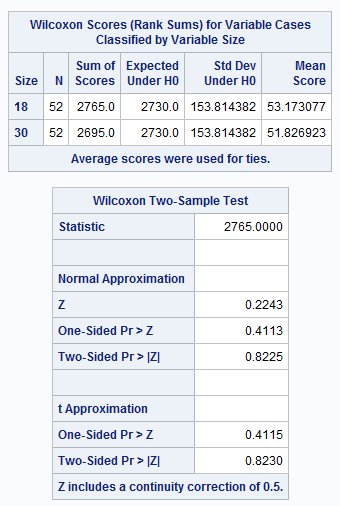 Wilcoxon Scores (Rank Sums) for Variable Cases
Classified by Variable Size
Sum of Expected Std Dev Mean
Size N Scores Under H0 Under H0 Score
18 52 2765.0 2730.0 153.814382 53.173077
30 52 2695.0 2730.0 153.814382 51.826923
Average scores were used for ties.
Wilcoxon Two-Sample Test
Statistic 2765.0000
Normal Approximation
Z 0.2243
One-Sided Pr > Z 0.4113
Two-Sided Pr > |Z| 0.8225
t Approximation
One-Sided Pr > Z 0.4115
Two-Sided Pr > |Z| 0.8230
Z includes a continuity correction of 0.5.